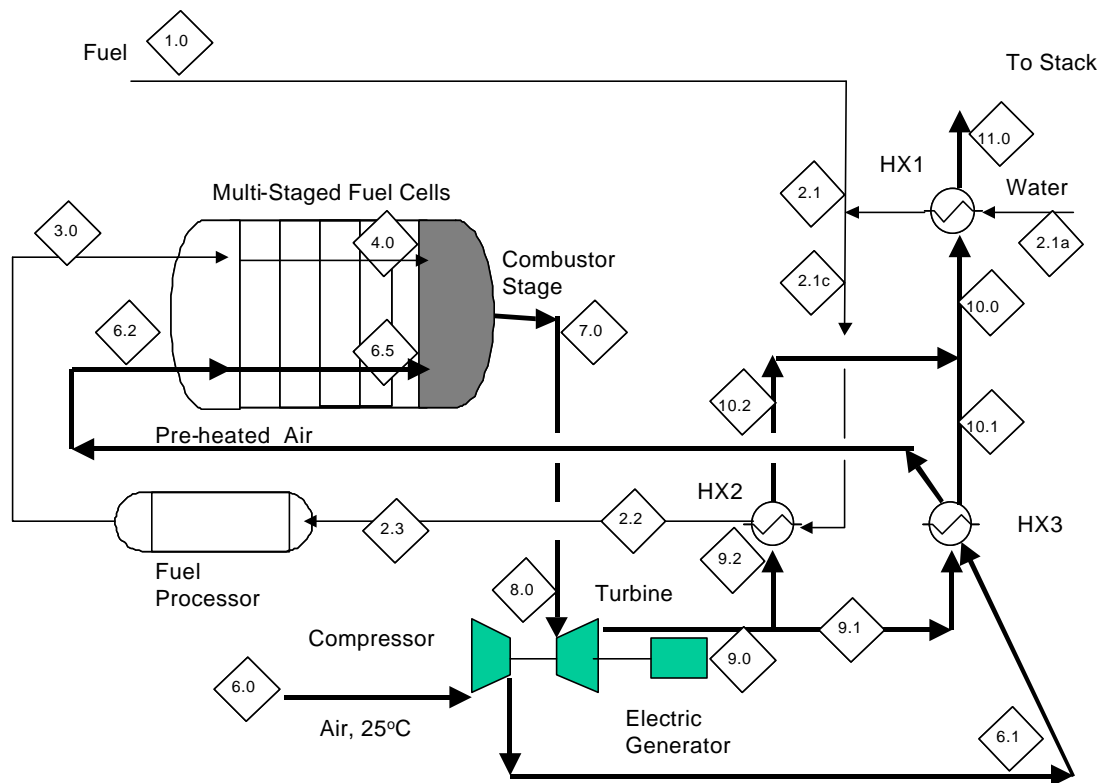 1.0
Fuel
To Stack
11.0
HX1
Multi-Staged Fuel Cells
2.1
Water
3.0
4.0
2.1a
Combustor
Stage
2.1c
6.2
7.0
10.0
6.5
10.2
10.1
Pre-heated Air
HX2
2.3
2.2
HX3
9.2
Fuel
Processor
8.0
Turbine
Compressor
9.1
9.0
6.0
Air, 25°C
Electric
Generator
6.1